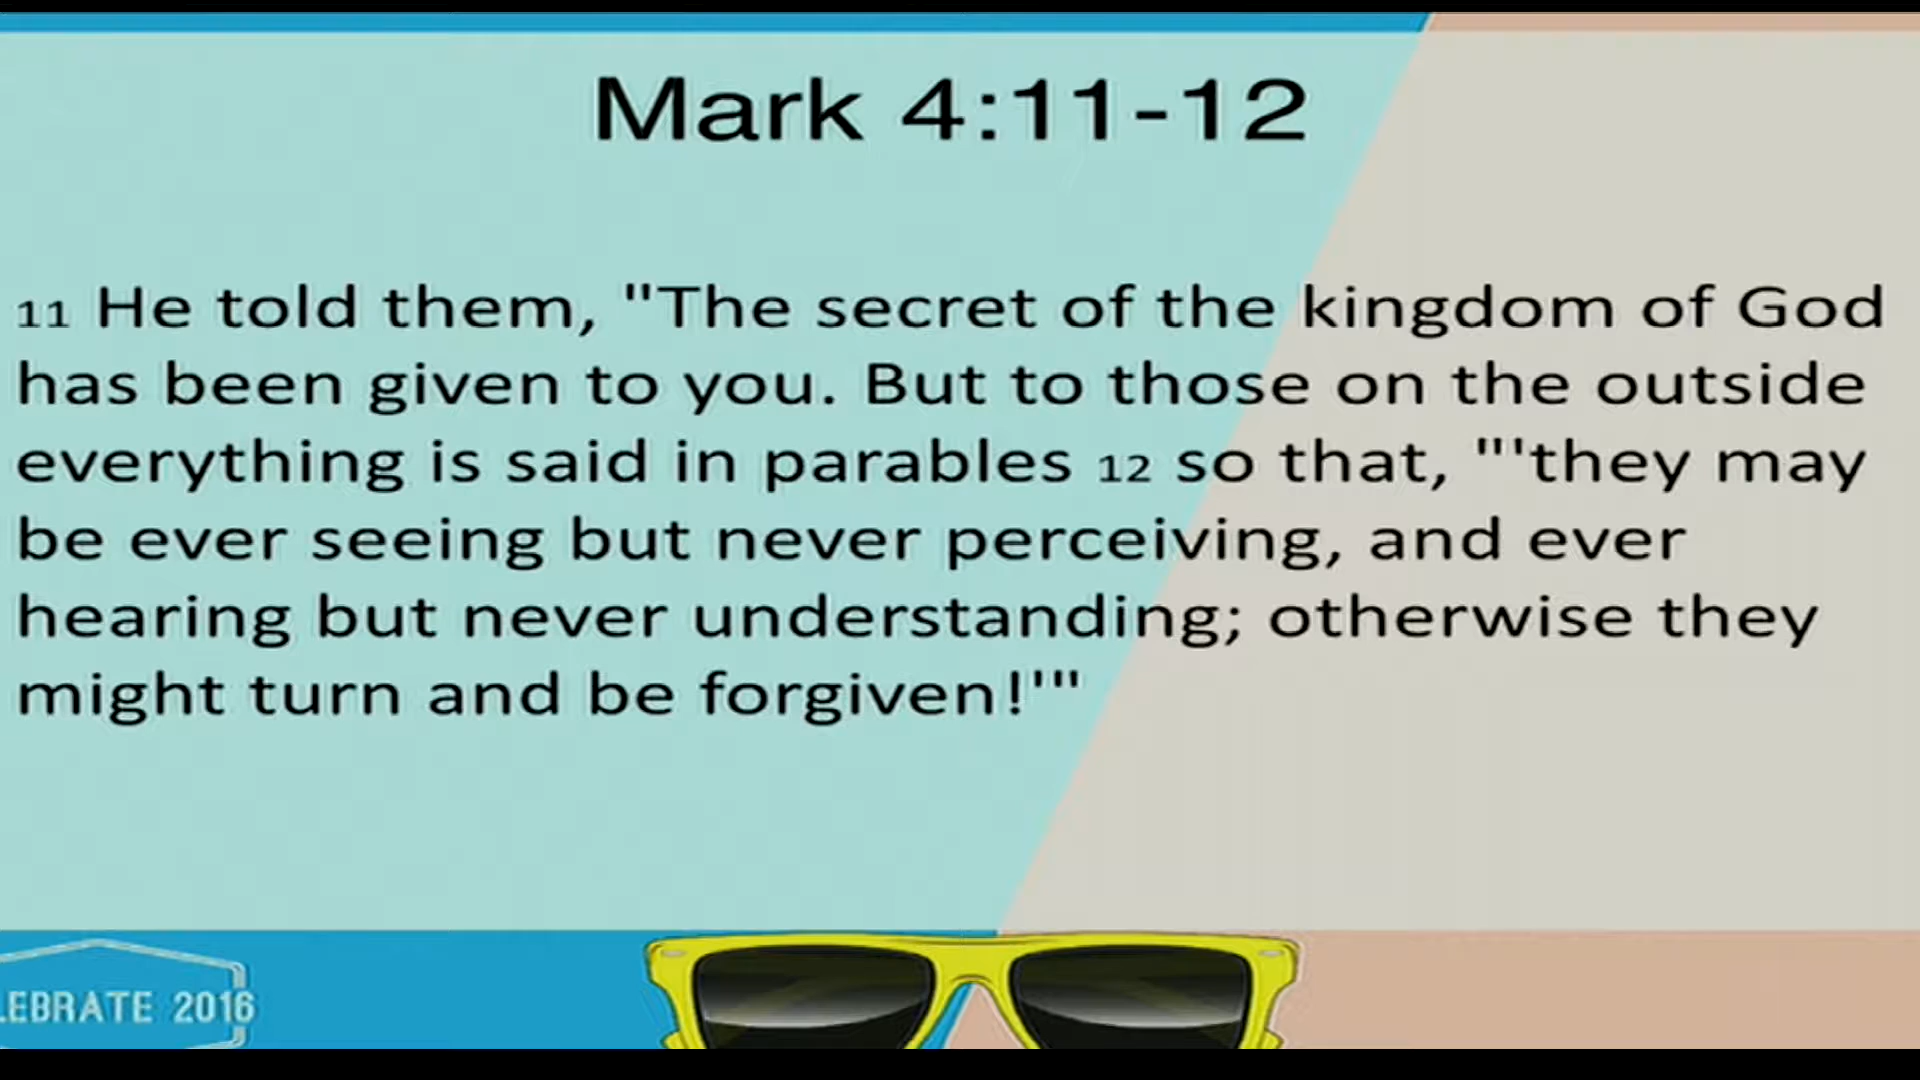 Mark 4:11-12
11 He told them, "The secret of the kingdom of God
has been given to you. But to those on the outside
everything is said in parables 12 so that, "'they may
be ever seeing but never perceiving, and ever
hearing but never understanding; otherwise they
might turn and be forgiven!'"
LEBRATE 2016